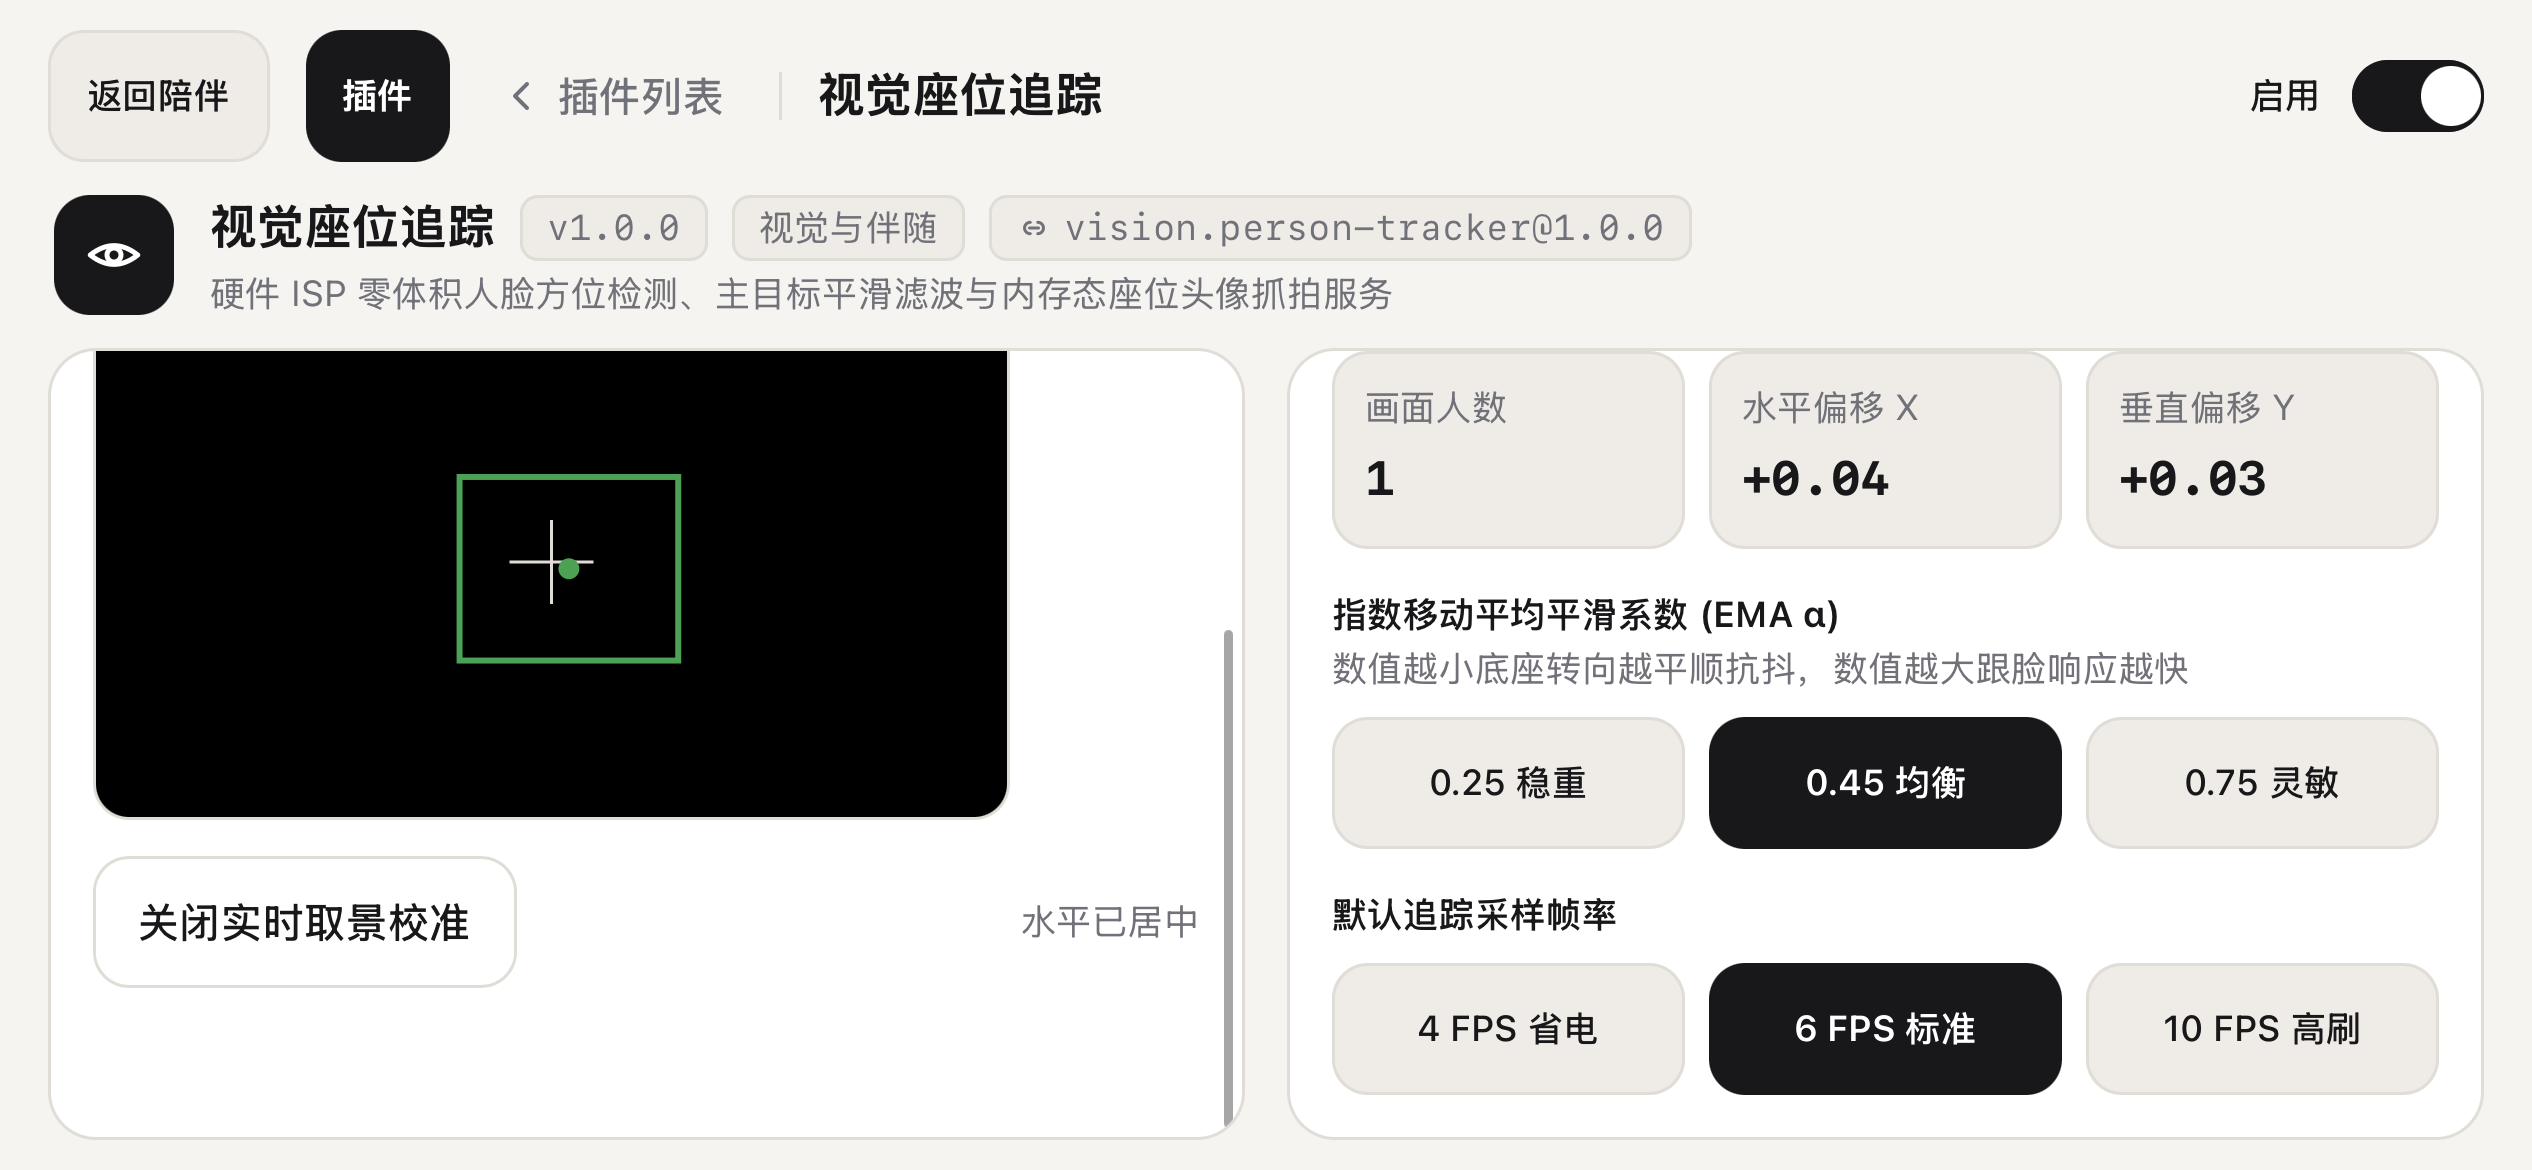 返回陪伴
插件
插件列表
视觉座位追踪
启用
视觉座位追踪
v1.0.0
视觉与伴随
vision.person-tracker@1.0.0
硬件 ISP 零体积人脸方位检测、主目标平滑滤波与内存态座位头像抓拍服务
关闭实时取景校准
水平已居中
画面人数
1
水平偏移 X
+0.04
垂直偏移 Y
+0.03
指数移动平均平滑系数 (EMA α)
数值越小底座转向越平顺抗抖，数值越大跟脸响应越快
0.25 稳重
0.45 均衡
0.75 灵敏
默认追踪采样帧率
4 FPS 省电
6 FPS 标准
10 FPS 高刷